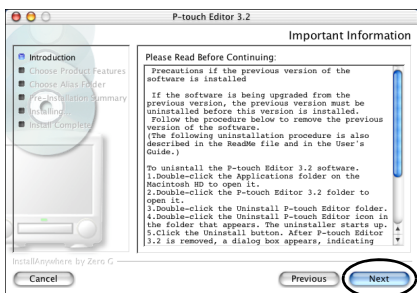 P-touch Editor 3.2
Important Information
Introduction
Choose Product Features
Choose Alias Folder
Pre-Installation Summary
Installing...
Install Complete
Please Read Before Continuing:
Precautions if the previous version of the
software is installed
If the software is being upgraded from the
previous version, the previous version must be
uninstalled before this version is installed.
Follow the procedure below to remove the previous
version of the software.
(The following uninstallation procedure is also
described in the ReadMe file and in the User's
Guide.)
To unisntall the P-touch Editor 3.2 software.
1.Double-click the Applications folder on the
Macintosh HD to open it.
2.Double-click the P-touch Editor 3.2 folder to
open it.
3.Double-click the Uninstall P-touch Editor folder.
4.Double-click the Uninstall P-touch Editor icon in
the folder that appears. The uninstaller starts up.
5.Click the Uninstall button. After P-touch Editor
3.2 is removed, a dialog box appears, indicating
InstallAnywhere by Zero G
Cancel
Previous
Next